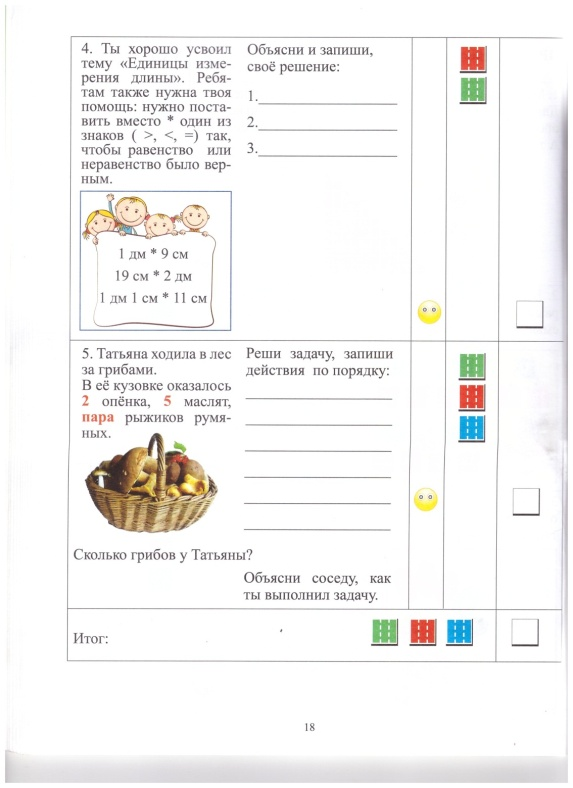 4. Ты хорошо усвоил
тему «Единицы изме-
рения длины». Ребя-
там также нужна твоя
помощь: нужно поста-
вить вместо * один из
знаков ( >, <, =) так,
чтобы равенство или
неравенство было вер-
ным.
1 дм * 9 см
19 см * 2 дм
1 дм 1 см * 11 см
Объясни и запиши,
своё решение:
1.
2.
3.
5. Татьяна ходила в лес
за грибами.
В её кузовке оказалось
2 опёнка, 5 маслят,
пара рыжиков румя-
ных.
Реши задачу, запиши
действия по порядку:
Сколько грибов у Татьяны?
Объясни соседу, как
ты выполнил задачу.
Итог:
18